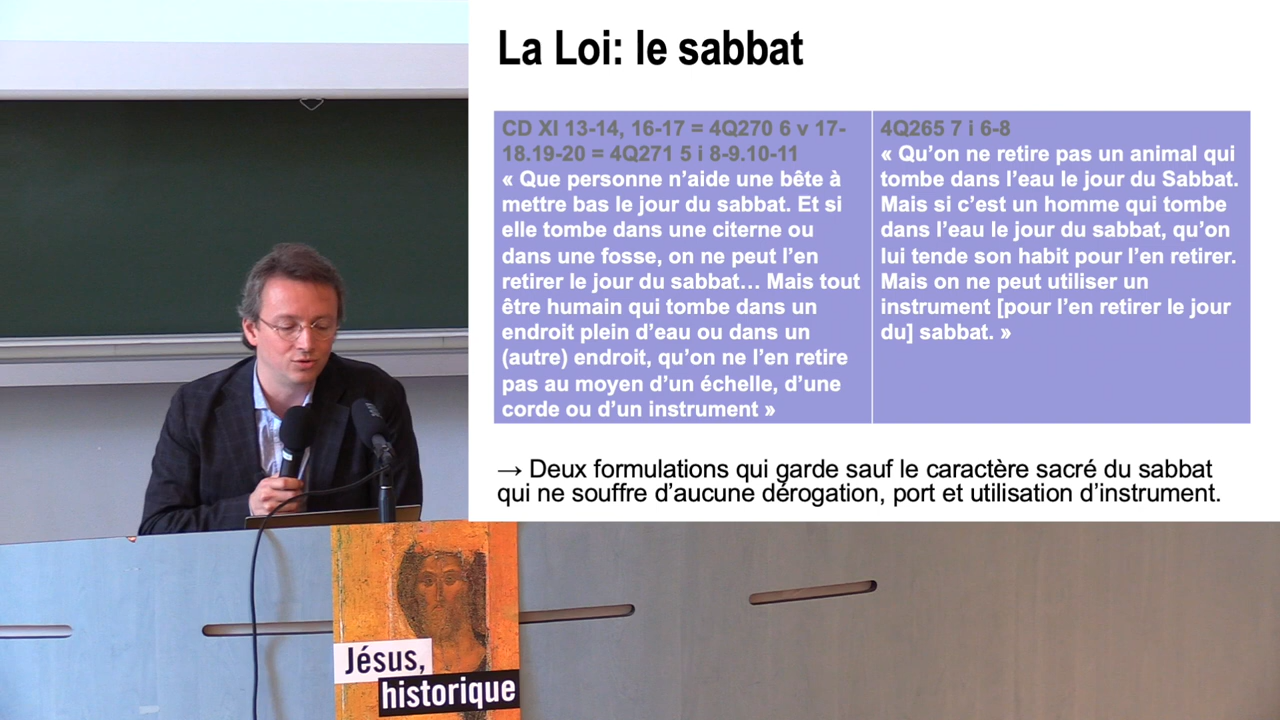 La Loi: le sabbat
CD XI 13-14, 16-17 = 4Q270 6 v 17-
18.19-20 = 4Q271 5 i 8-9.10-11
« Que personne n’aide une bête à
mettre bas le jour du sabbat. Et si
elle tombe dans une citerne ou
dans une fosse, on ne peut l’en
retirer le jour du sabbat… Mais tout
être humain qui tombe dans un
endroit plein d’eau ou dans un
(autre) endroit, qu’on ne l’en retire
pas au moyen d’un échelle, d’une
corde ou d’un instrument »
4Q265 7 i 6-8
« Qu’on ne retire pas un animal qui
tombe dans l’eau le jour du Sabbat.
Mais si c’est un homme qui tombe
dans l’eau le jour du sabbat, qu’on
lui tende son habit pour l’en retirer.
Mais on ne peut utiliser un
instrument [pour l’en retirer le jour
du] sabbat. »
→ Deux formulations qui garde sauf le caractère sacré du sabbat
qui ne souffre d’aucune dérogation, port et utilisation d’instrument.
Jésus,
historique